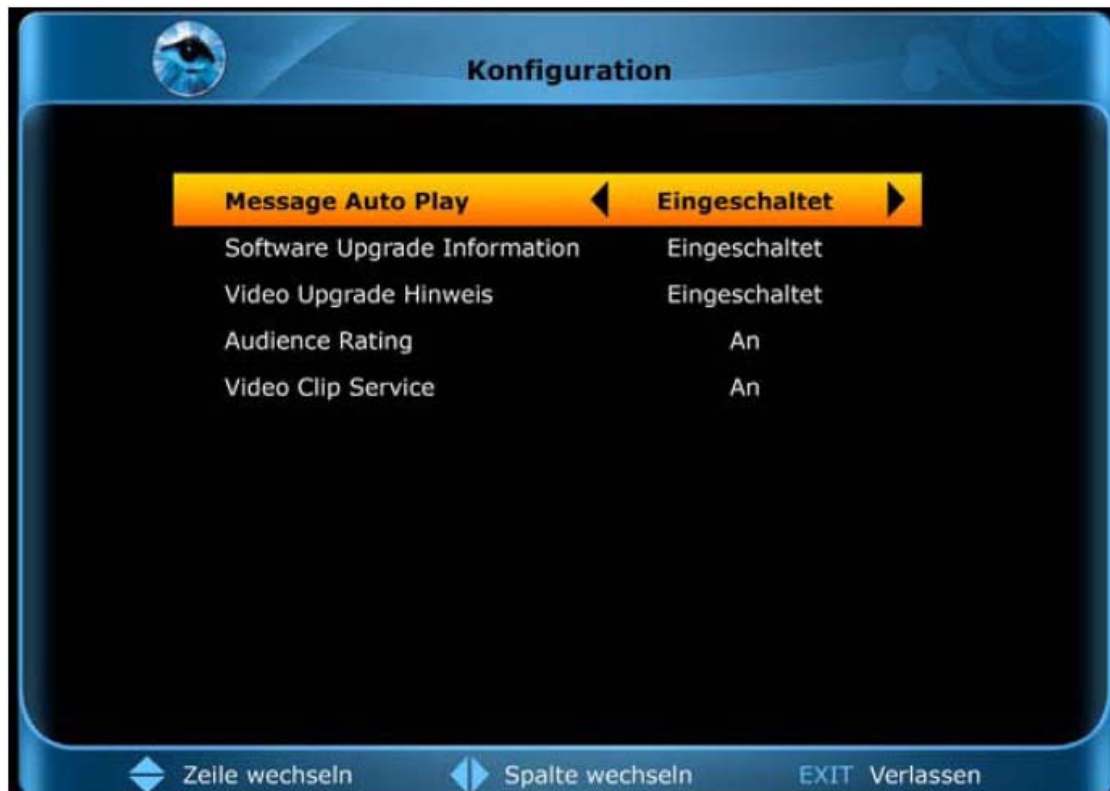 Konfiguration
Message Auto Play Eingeschaltet
Software Upgrade Information Eingeschaltet
Video Upgrade Hinweis Eingeschaltet
Audience Rating An
Video Clip Service An
Zeile wechseln Spalte wechseln EXIT Verlassen